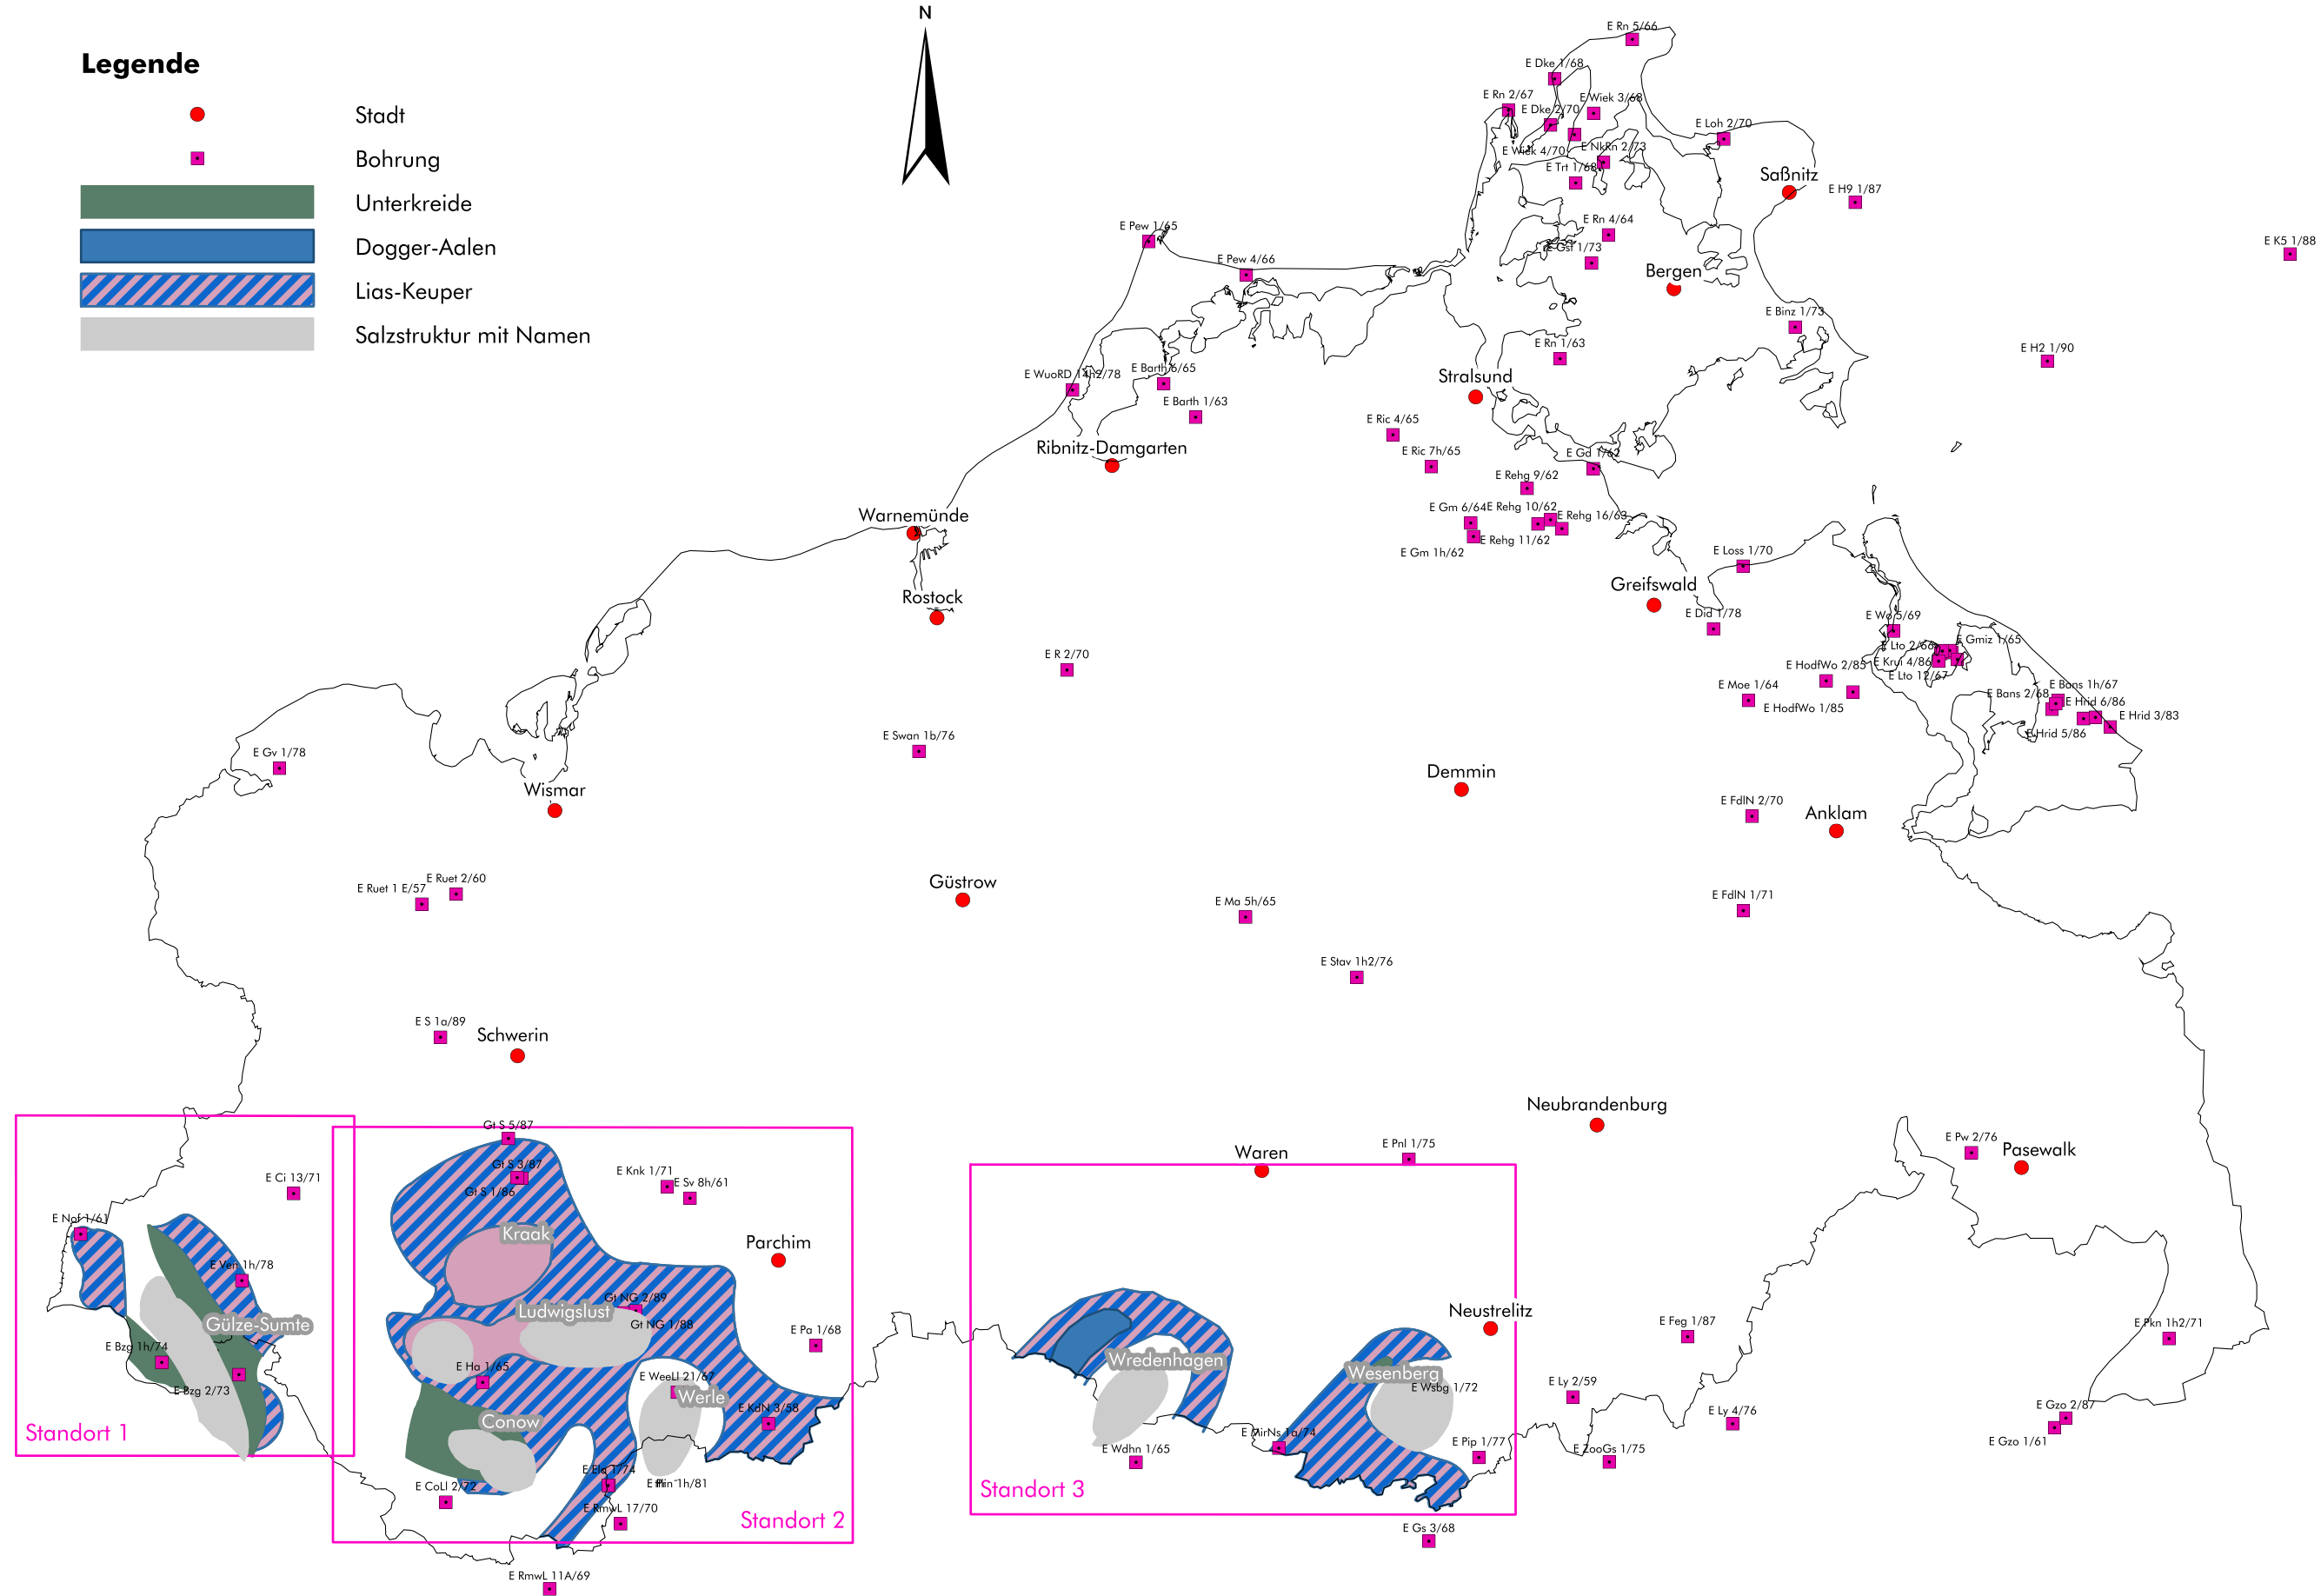 N
Legende
Stadt
Bohrung
Unterkreide
Dogger-Aalen
Lias-Keuper
Salzstruktur mit Namen
E Rn 5/66
E Dke 1/68
E Rn 2/67
E Dke 2/70
E Wiek 3/68
E Loh 2/70
E Wiek 4/70
E NkRn 2/73
E Trt 1/68
Saßnitz
E H9 1/87
E Rn 4/64
E Pew 1/65
E K5 1/88
E Gsf 1/73
E Pew 4/66
Bergen
E Binz 1/73
E Rn 1/63
E H2 1/90
E WuoRD 14h2/78
E Barth 6/65
Stralsund
E Barth 1/63
E Ric 4/65
Ribnitz-Damgarten
E Ric 7h/65
E Gd 1/62
E Rehg 9/62
E Gm 6/64
E Rehg 10/62
E Rehg 16/63
Warnemünde
E Rehg 11/62
E Gm 1h/62
E Loss 1/70
Greifswald
Rostock
E Did 1/78
E Wo 5/69
E Lto 2/66
E Gmiz 1/65
E R 2/70
E HodfWo 2/85
E Krui 4/86
E Lto 12/67
E Moe 1/64
E Bans 1h/67
E Bans 2/68
E HodfWo 1/85
E Hrid 6/86
E Hrid 3/83
E Hrid 5/86
E Swan 1b/76
E Gv 1/78
Demmin
Wismar
E FdlN 2/70
Anklam
E Ruet 2/60
E Ruet 1 E/57
Güstrow
E Ma 5h/65
E FdlN 1/71
E Stav 1h2/76
E S 1a/89
Schwerin
Neubrandenburg
Gt S 5/87
E Pnl 1/75
E Pw 2/76
Waren
Pasewalk
Gt S 3/87
E Knk 1/71
E Ci 13/71
E Sv 8h/61
Gt S 1/86
E Nof 1/61
Kraak
Parchim
E Ven 1h/78
Gt NG 2/89
Ludwigslust
Neustrelitz
Gülze-Sumte
Gt NG 1/88
E Pa 1/68
E Feg 1/87
E Pkn 1h2/71
E Bzg 1h/74
Wredenhagen
E Ha 1/65
E WeeLl 21/67
Wesenberg
E Wsbg 1/72
E Bzg 2/73
Werle
E Ly 2/59
E KdN 3/58
E Gzo 2/87
Conow
E Ly 4/76
Standort 1
E MirNs 1a/74
E Pip 1/77
E Gzo 1/61
E Wdhn 1/65
E ZooGs 1/75
E Ela 1/74
E CoLl 2/72
Standort 3
E RmwL 17/70
Standort 2
E Gs 3/68
E RmwL 11A/69